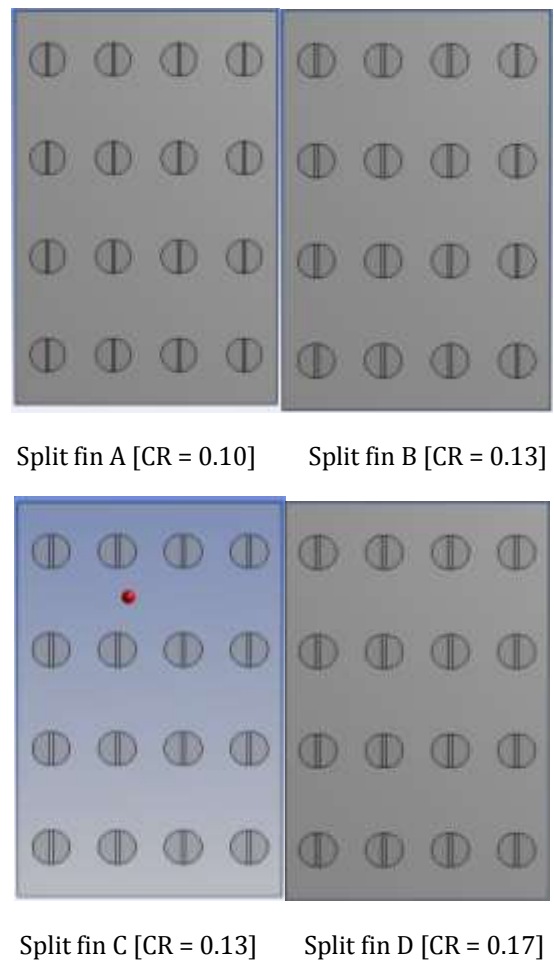 Split fin A [CR = 0.10]
Split fin B [CR = 0.13]
Split fin C [CR = 0.13]
Split fin D [CR = 0.17]